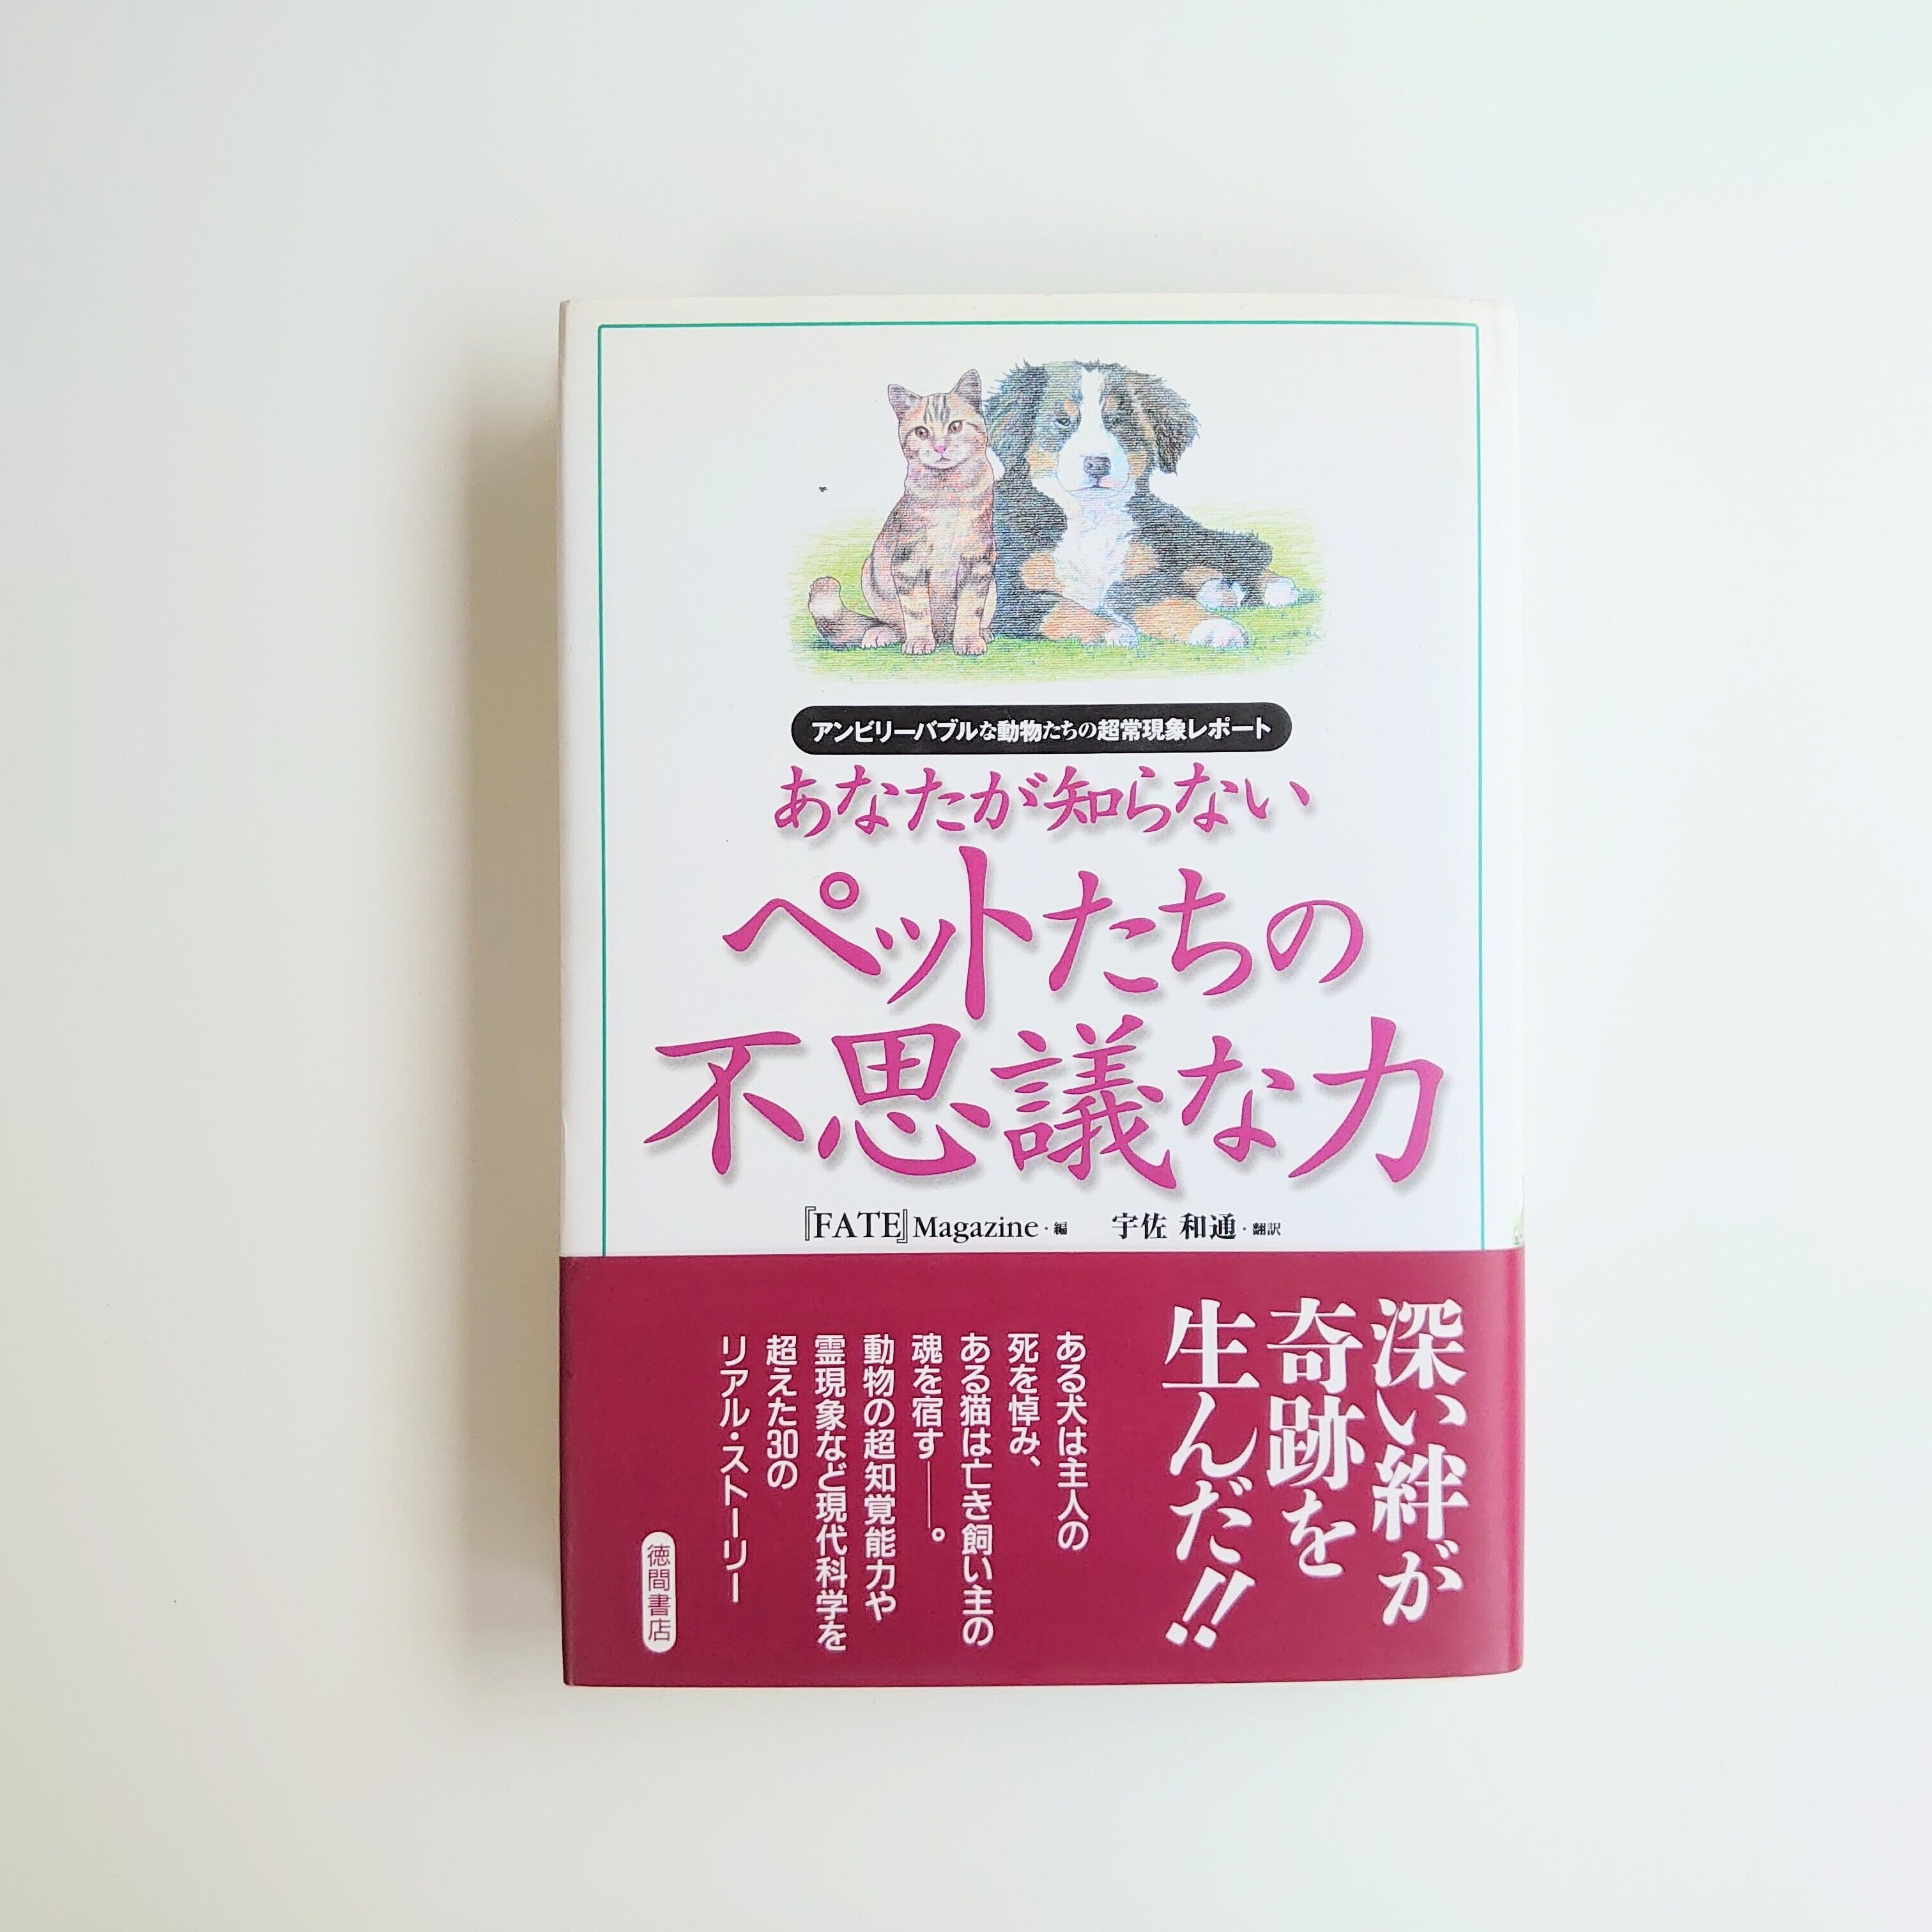 アンビリーバブルな動物たちの超常現象レポート
あなたが知らない
ペットたちの
不思議な力
『FATE』Magazine・編　宇佐 和通・翻訳
深い絆が
奇跡を
生んだ!!
ある犬は主人の
死を悼み、
ある猫は亡き飼い主の
魂を宿す――。
動物の超知覚能力や
霊現象など現代科学を
超えた30の
リアル・ストーリー
徳間書店